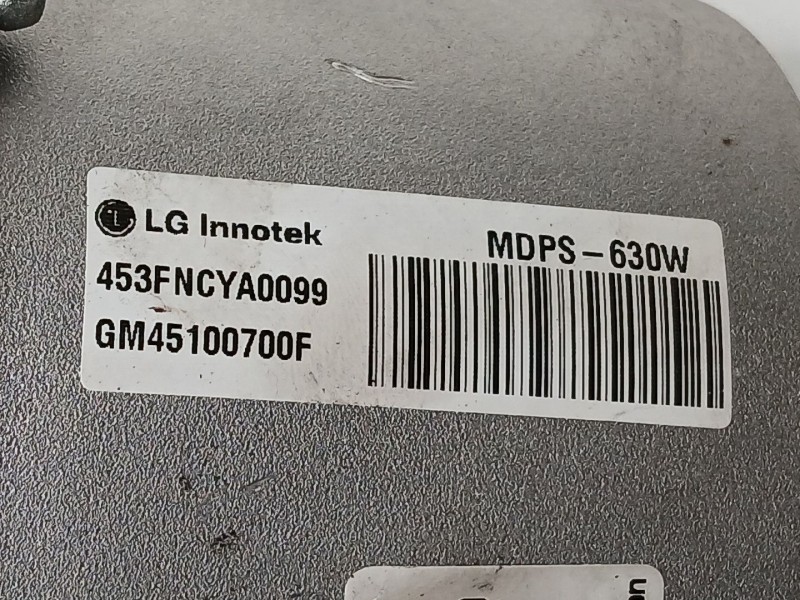 LG Innotek
MDPS-630W
453FNCYA0099
GM45100700F